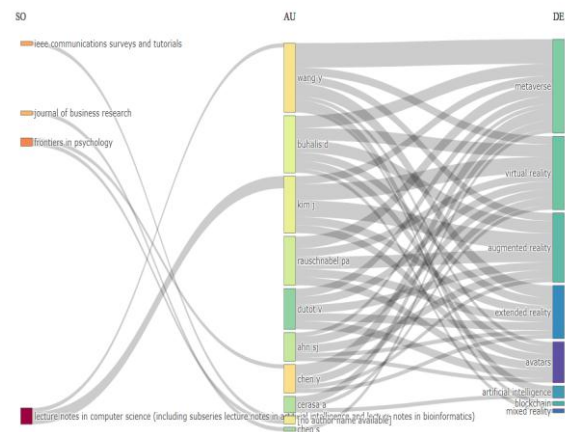 SO
AU
DE
ieee communications surveys and tutorials
journal of business research
frontiers in psychology
lecture notes in computer science (including subseries lecture notes in artificial intelligence and lecture notes in bioinformatics)
wang y
buhalis d
kim j
rauschnabel pa
dutot v
ahn sj
chen y
cerasa a
[no author name available]
chen s
metaverse
virtual reality
augmented reality
extended reality
avatars
artificial intelligence
blockchain
mixed reality